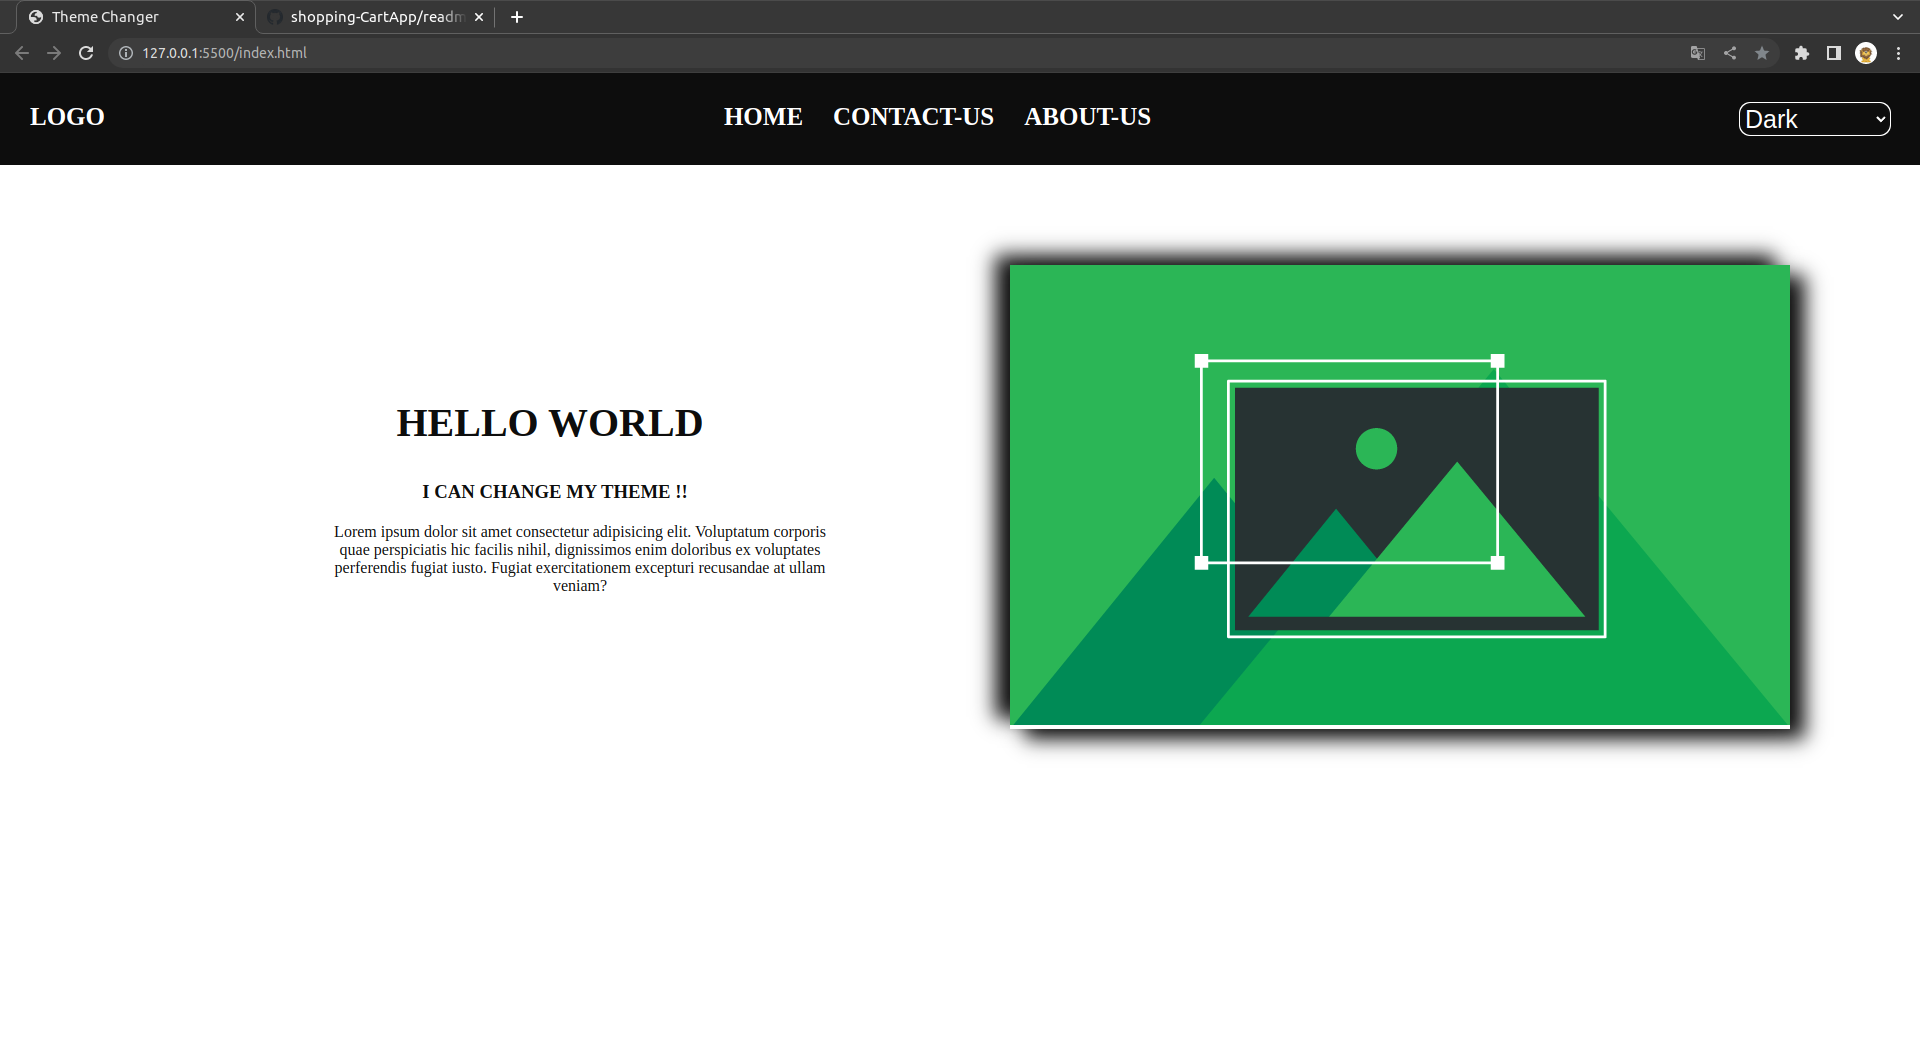 Theme Changer
shopping-CartApp/readm
127.0.0.1:5500/index.html
LOGO
HOME CONTACT-US ABOUT-US
Dark
HELLO WORLD
I CAN CHANGE MY THEME !!
Lorem ipsum dolor sit amet consectetur adipisicing elit. Voluptatum corporis
quae perspiciatis hic facilis nihil, dignissimos enim doloribus ex voluptates
perferendis fugiat iusto. Fugiat exercitationem excepturi recusandae at ullam
veniam?